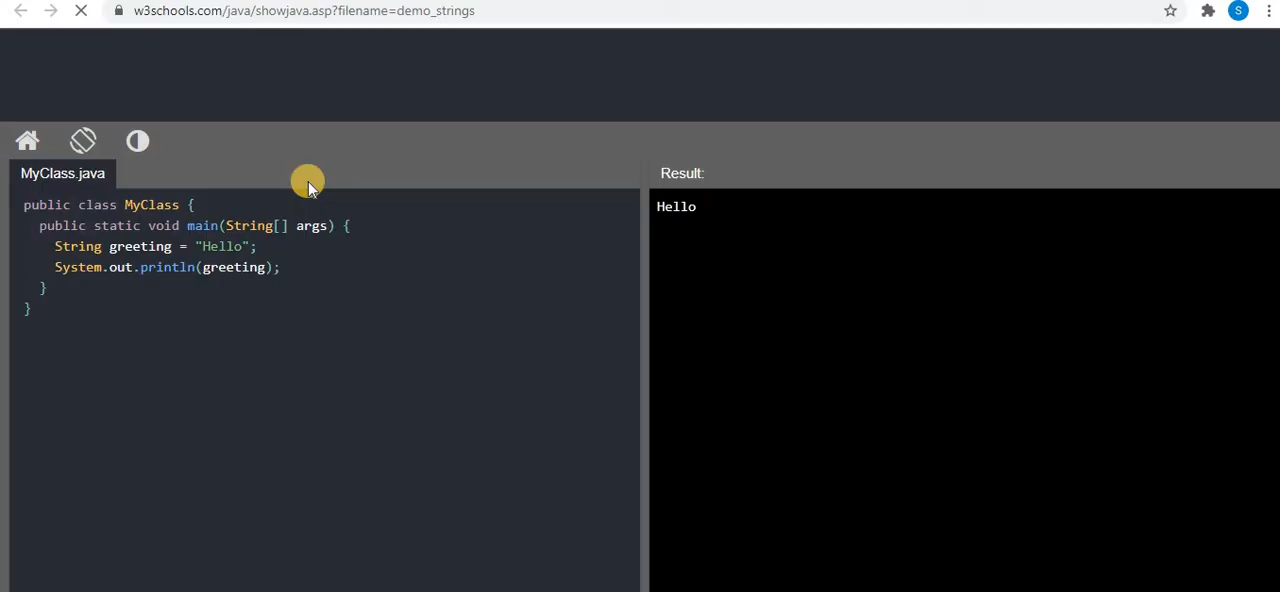 w3schools.com/java/showjava.asp?filename=demo_strings
S
MyClass.java
public class MyClass {
  public static void main(String[] args) {
    String greeting = "Hello";
    System.out.println(greeting);
  }
}
Result:
Hello